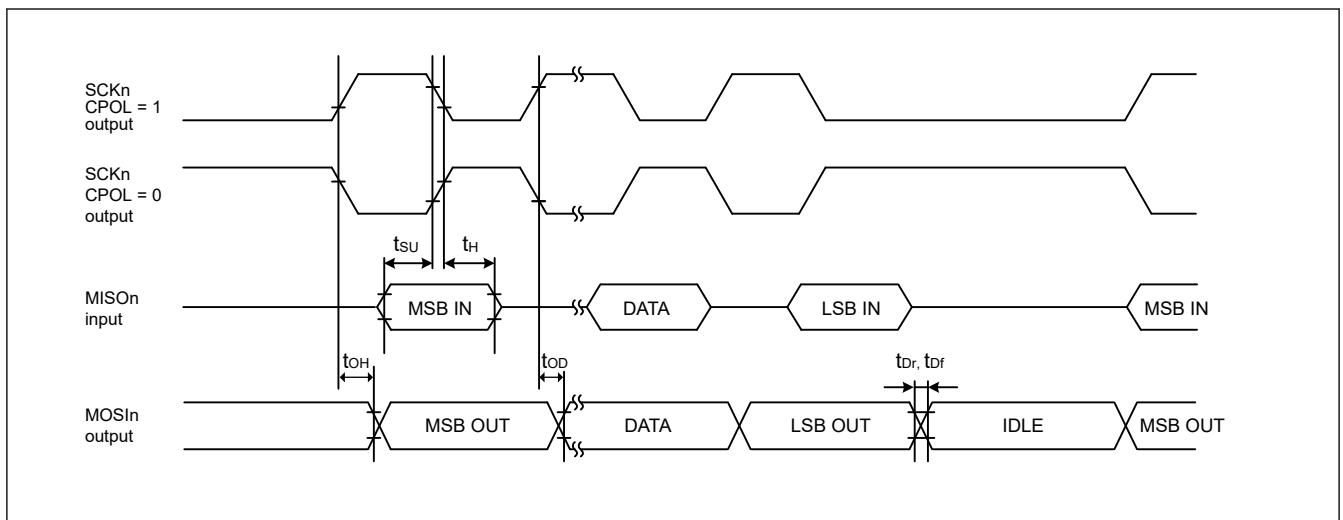 SCKn
CPOL = 1
output
SCKn
CPOL = 0
output
tSU
tH
MISOn
input
MSB IN
DATA
LSB IN
MSB IN
tOH
tOD
tDr, tDf
MOSIn
output
MSB OUT
DATA
LSB OUT
IDLE
MSB OUT